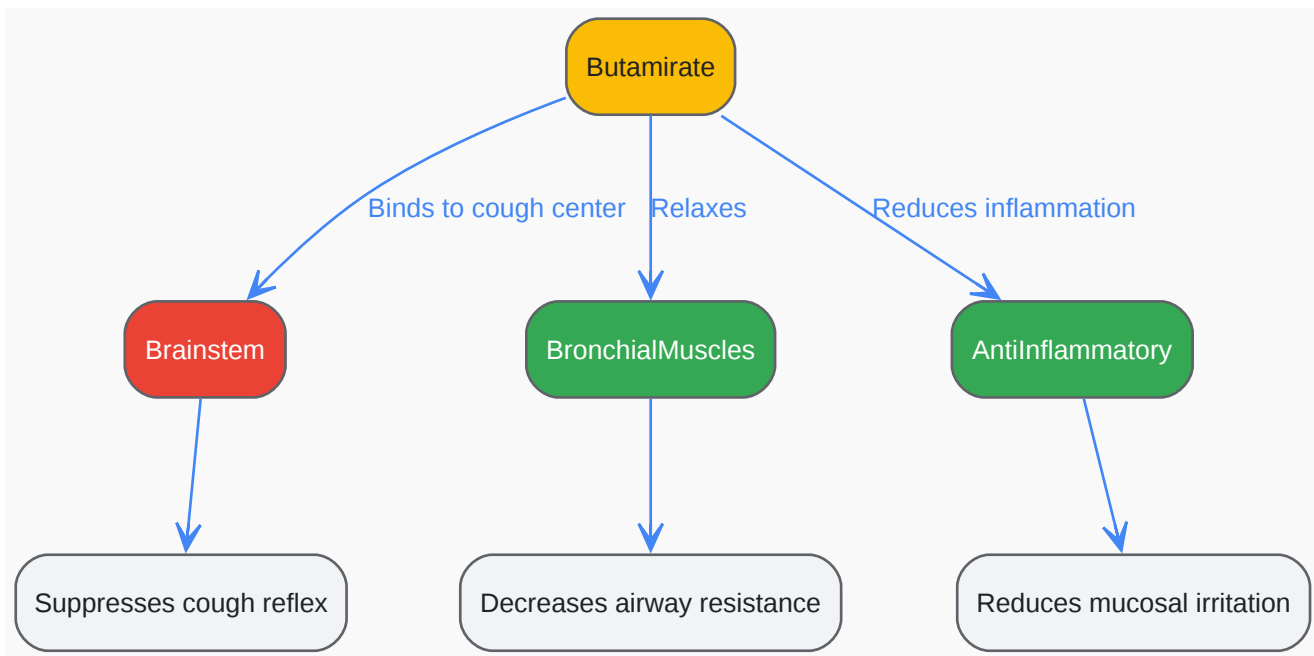 Butamirate
Binds to cough center
Relaxes
Reduces inflammation
Brainstem
BronchialMuscles
AntiInflammatory
Suppresses cough reflex
Decreases airway resistance
Reduces mucosal irritation